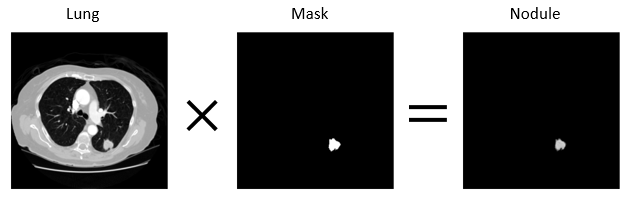 Lung
Mask
Nodule
×
=